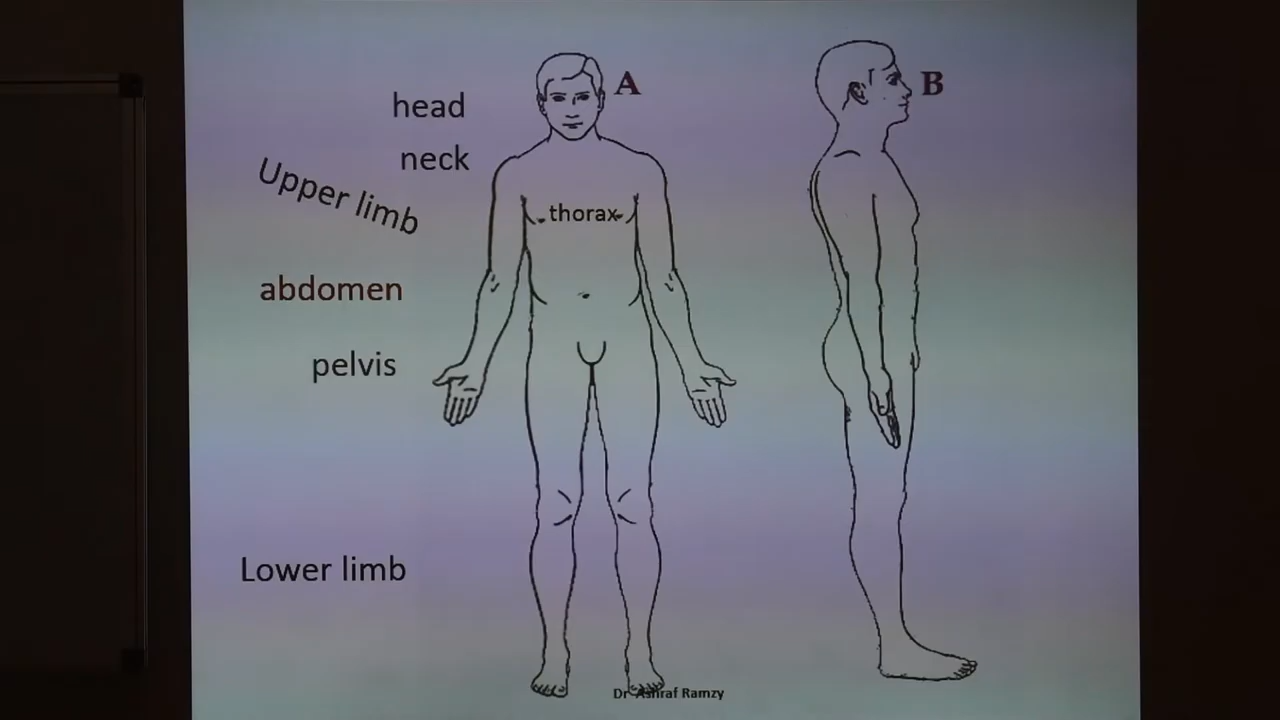 A
B
head
neck
Upper limb
thorax
abdomen
pelvis
Lower limb
Dr Ashraf Ramzy